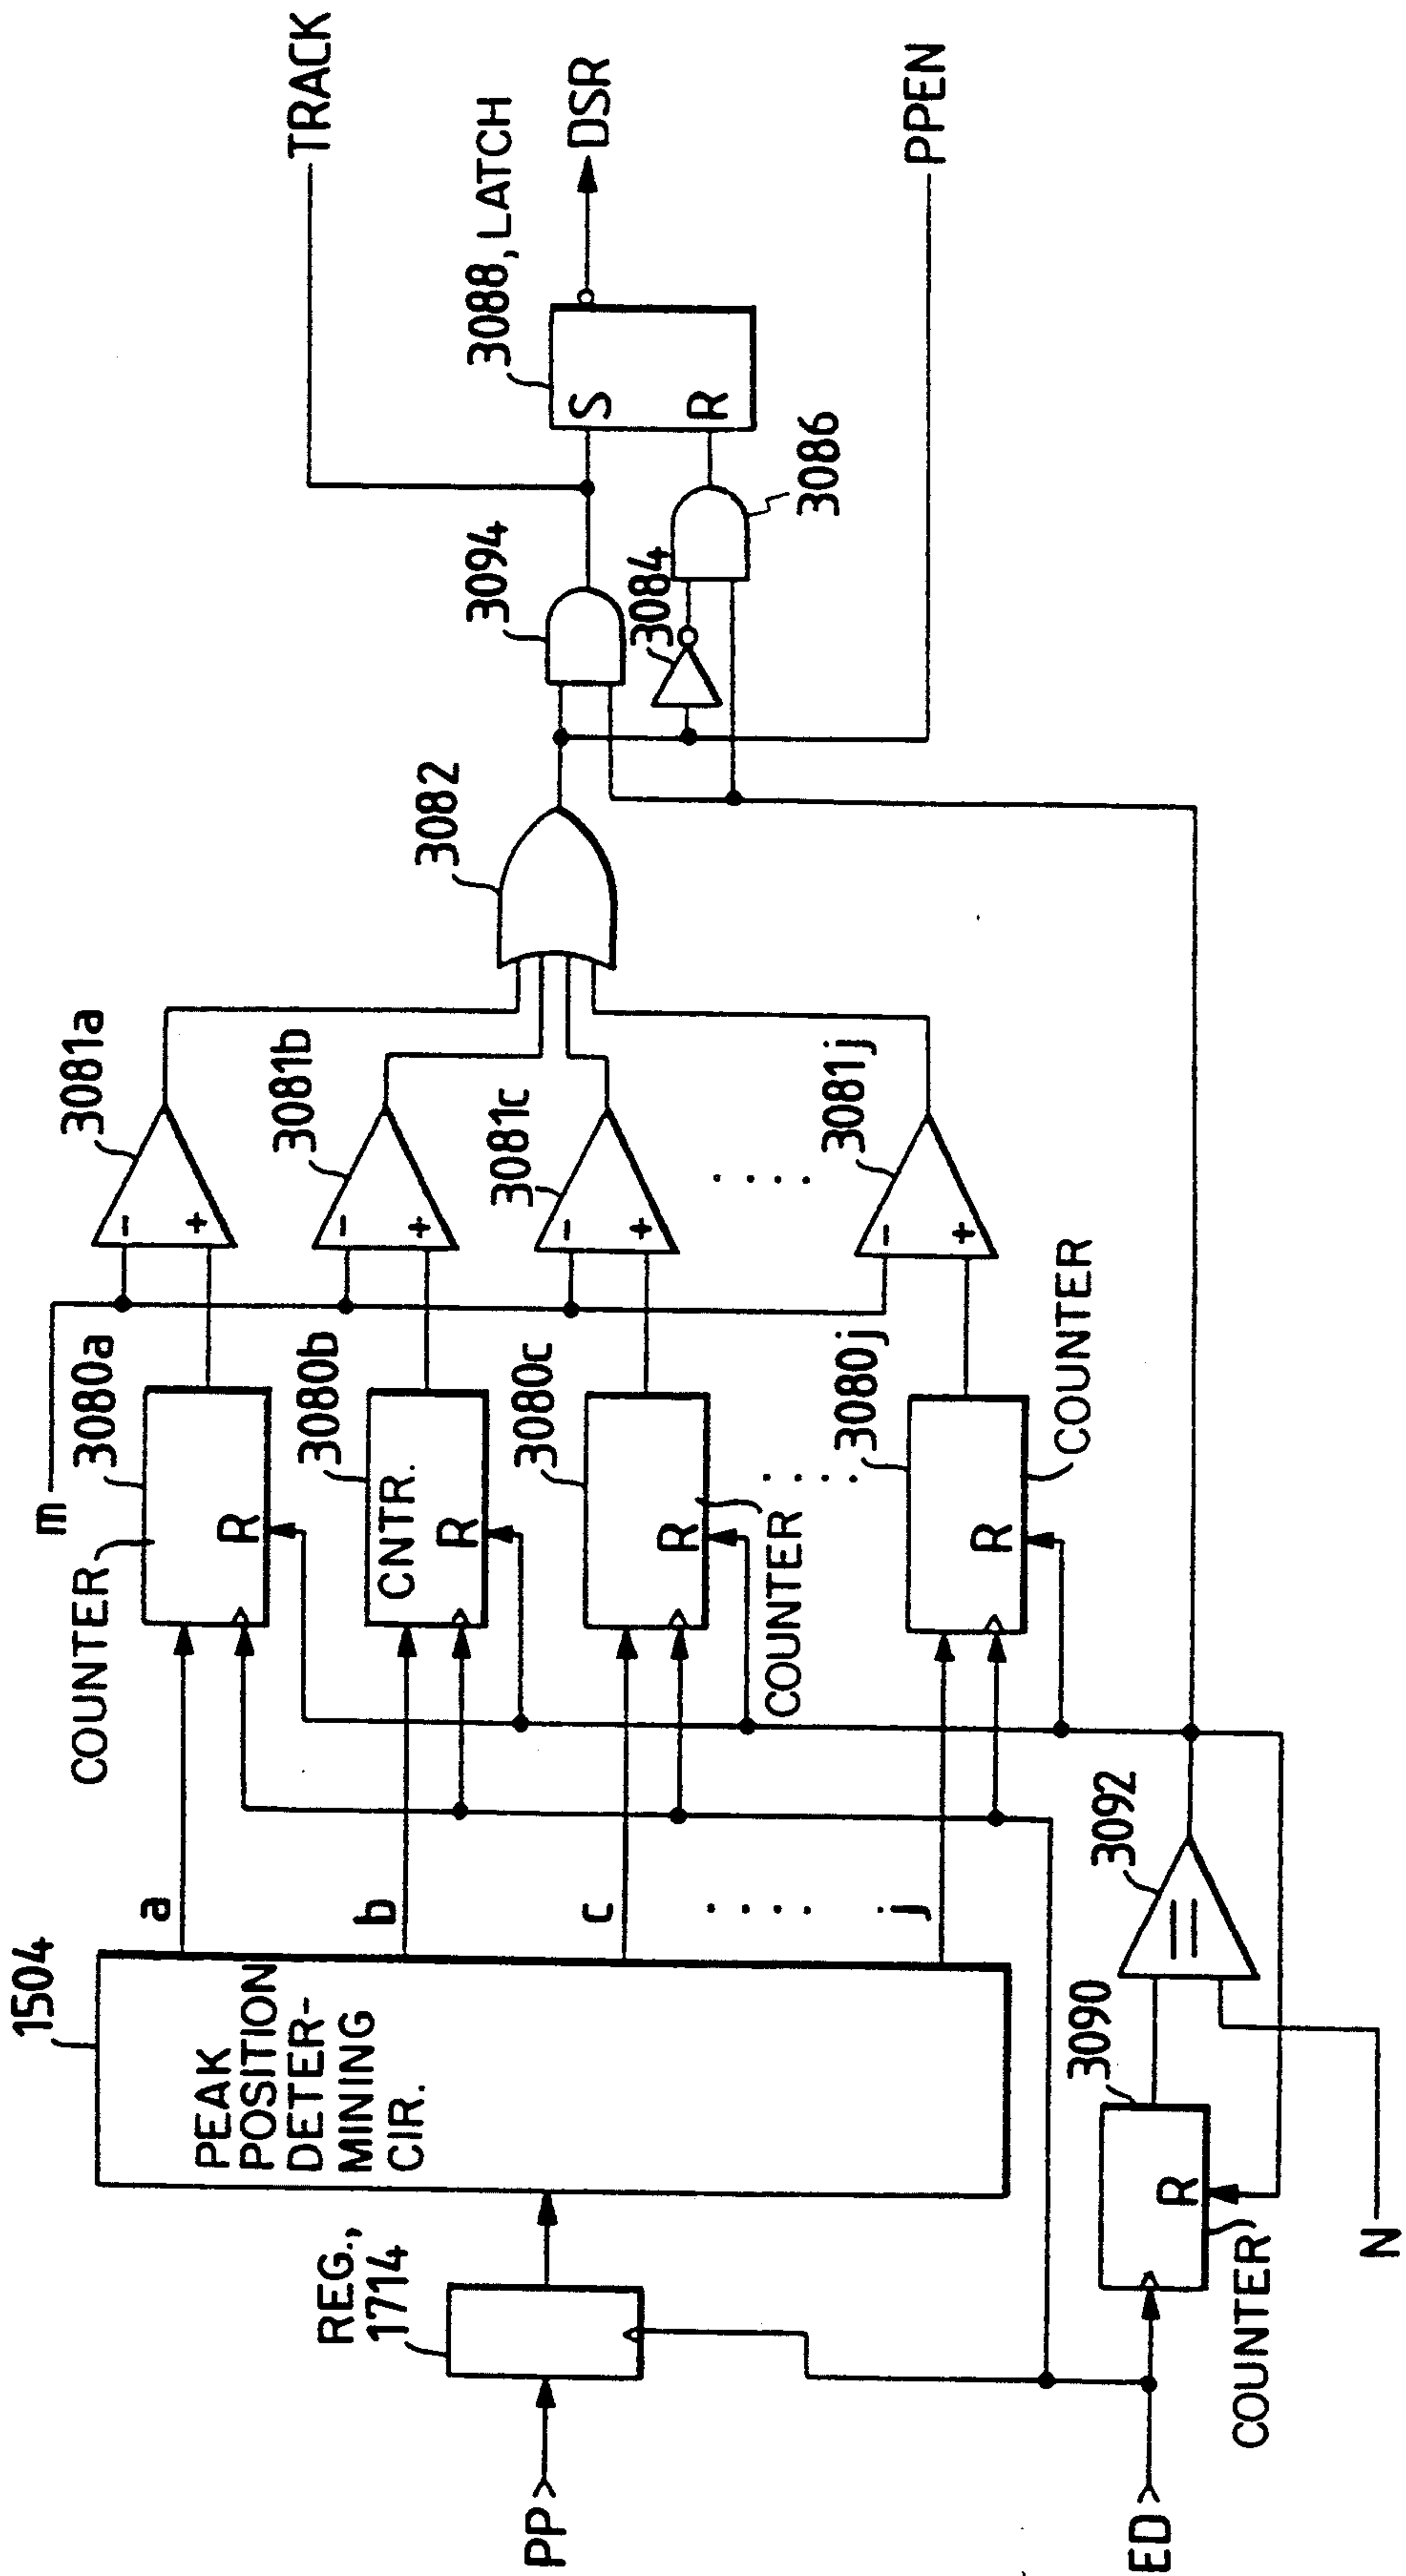 TRACK
3088, LATCH
DSR
PPEN
S
R
3094
3084
3086
3082
3081a
3081b
3081c
3081j
-
+
-
+
-
+
-
+
. . . .
m
COUNTER
3080a
R
3080b
CNTR.
R
3080c
R
COUNTER
. . . .
3080j
R
COUNTER
a
b
c
. . . .
j
1504
PEAK
POSITION
DETER-
MINING
CIR.
REG.,
1714
PP
ED
3090
R
COUNTER
3092
=
N